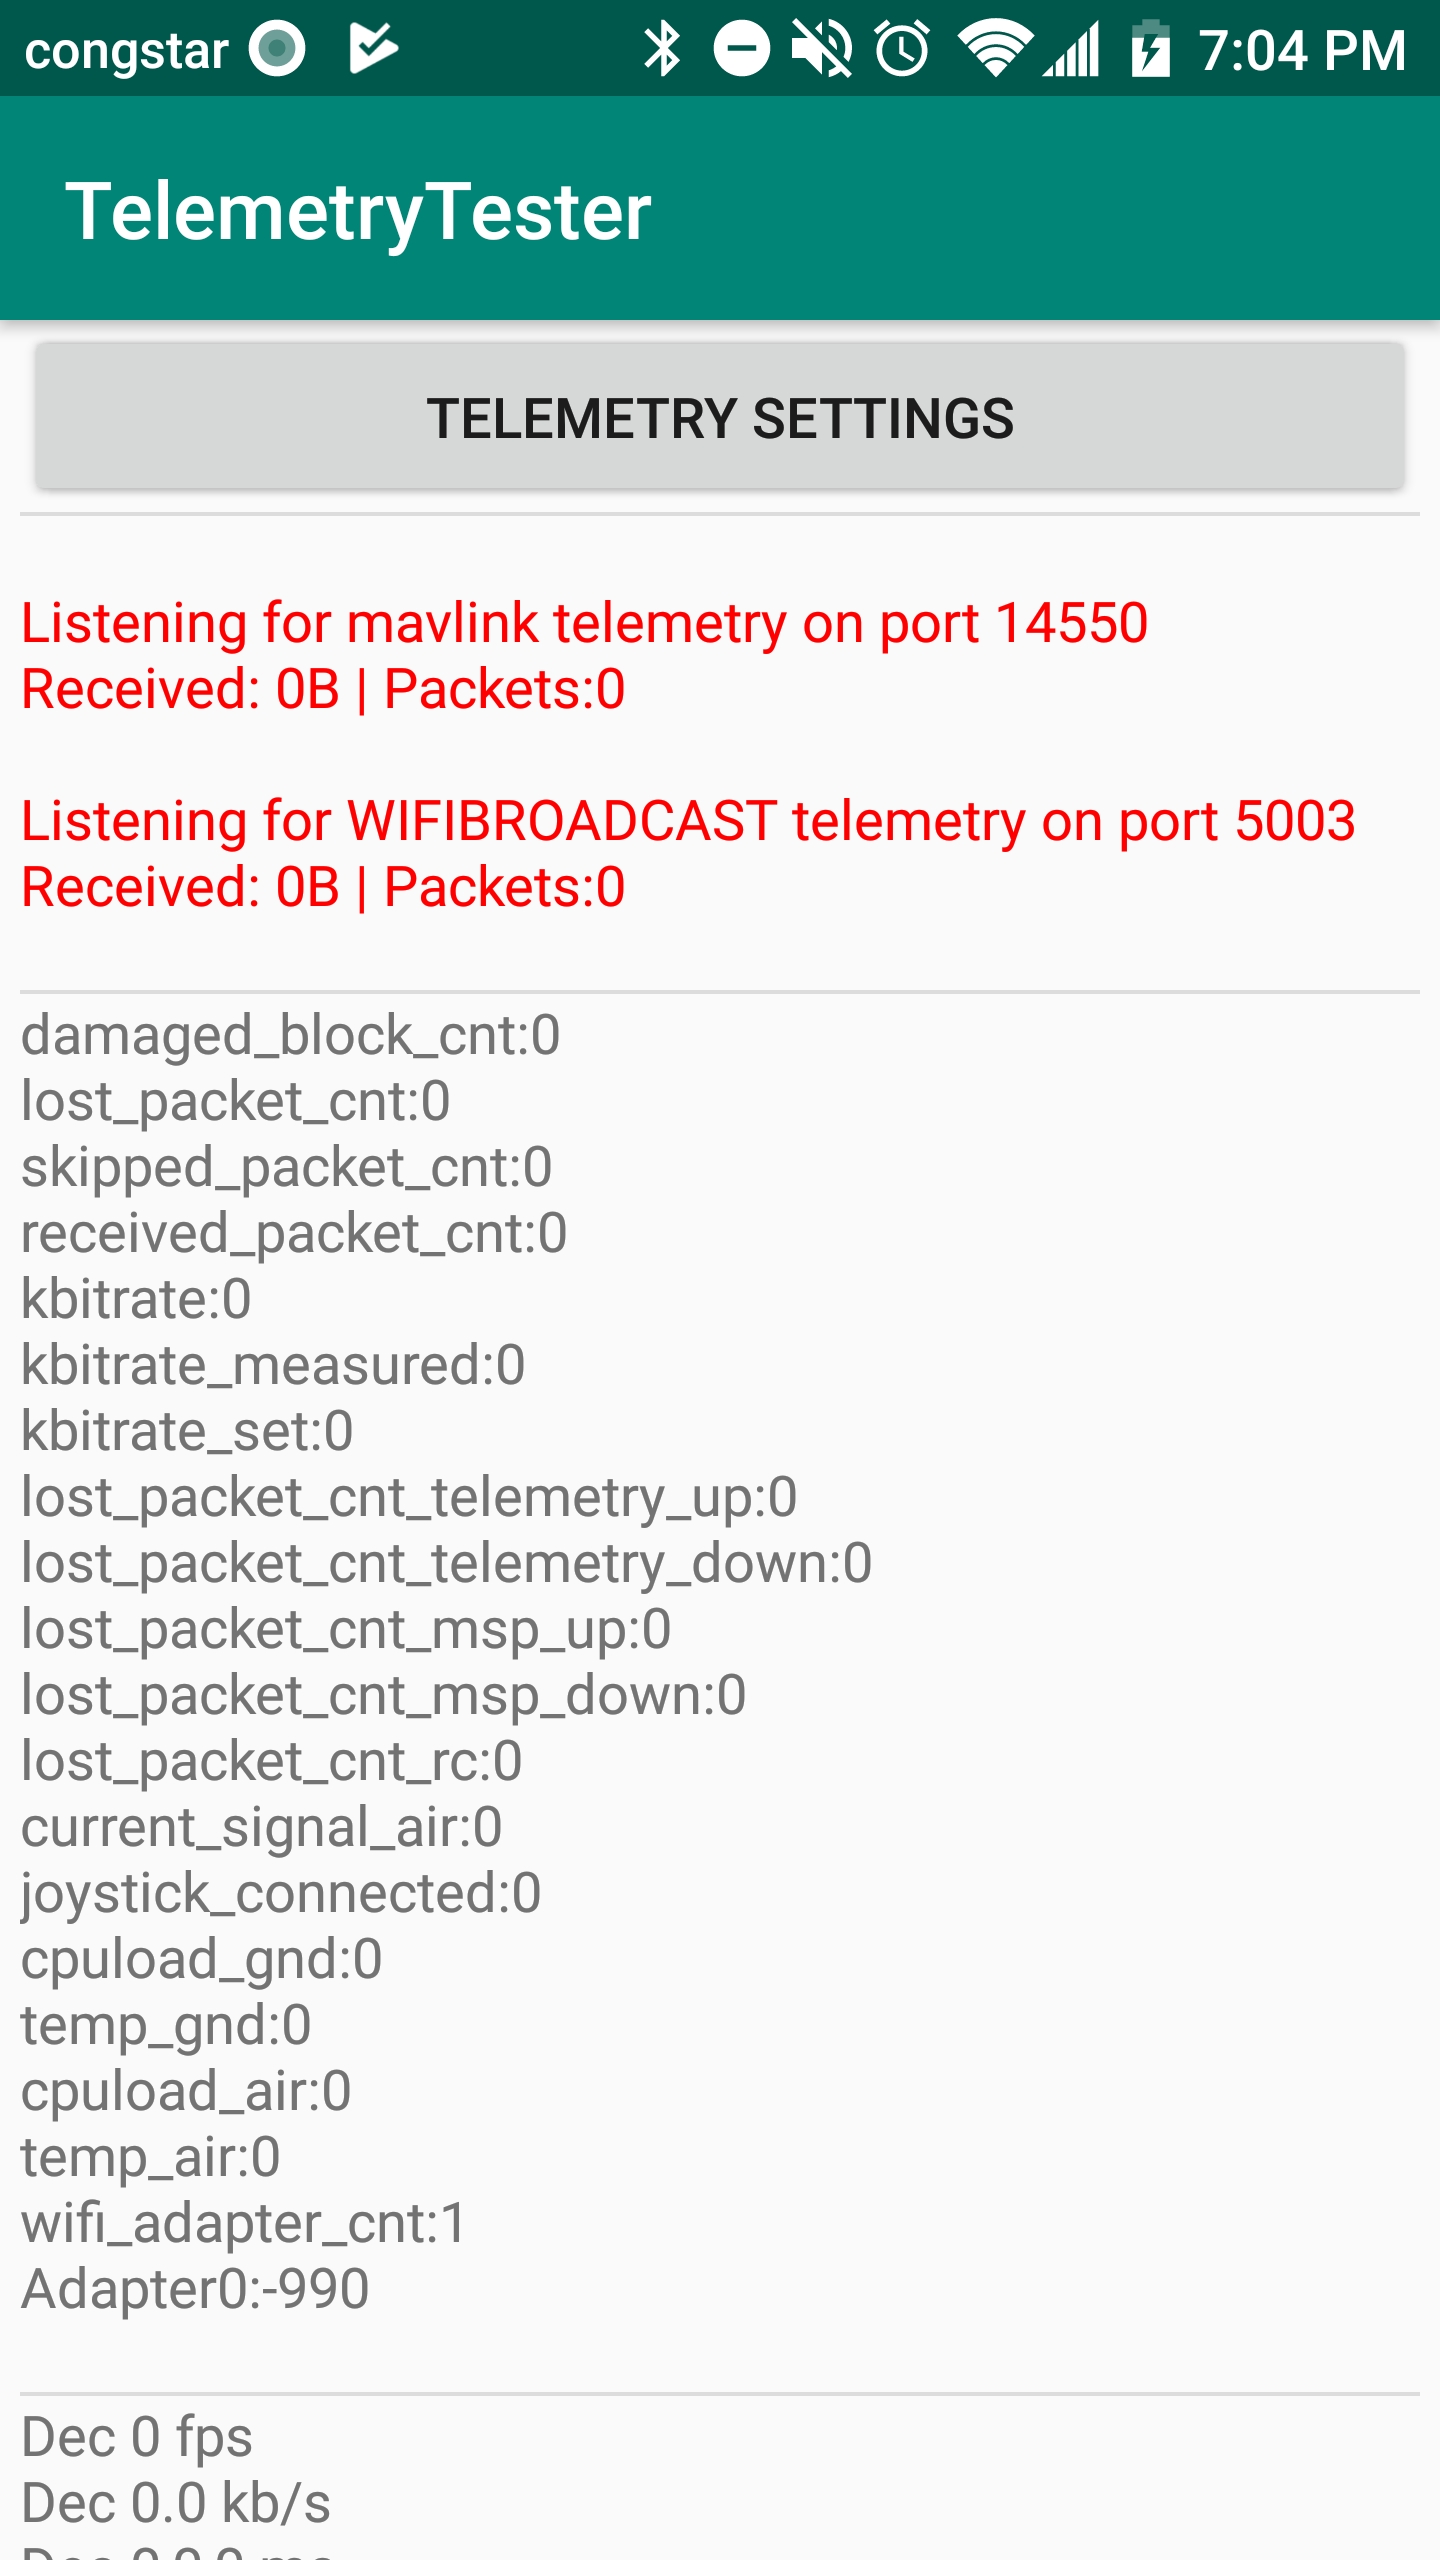 congstar 7:04 PM
TelemetryTester
TELEMETRY SETTINGS
Listening for mavlink telemetry on port 14550
Received: 0B | Packets:0
Listening for WIFIBROADCAST telemetry on port 5003
Received: 0B | Packets:0
damaged_block_cnt:0
lost_packet_cnt:0
skipped_packet_cnt:0
received_packet_cnt:0
kbitrate:0
kbitrate_measured:0
kbitrate_set:0
lost_packet_cnt_telemetry_up:0
lost_packet_cnt_telemetry_down:0
lost_packet_cnt_msp_up:0
lost_packet_cnt_msp_down:0
lost_packet_cnt_rc:0
current_signal_air:0
joystick_connected:0
cpuload_gnd:0
temp_gnd:0
cpuload_air:0
temp_air:0
wifi_adapter_cnt:1
Adapter0:-990
Dec 0 fps
Dec 0.0 kb/s